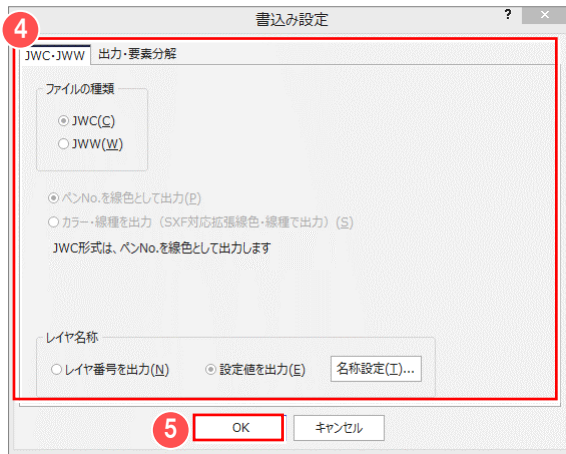 書込み設定
? ×
4
JWC・JWW 出力・要素分解
ファイルの種類
JWC(C)
JWW(W)
ペンNo.を線色として出力(P)
カラー・線種を出力（SXF対応拡張線色・線種で出力）(S)
JWC形式は、ペンNo.を線色として出力します
レイヤ名称
レイヤ番号を出力(N) 設定値を出力(E) 名称設定(T)...
5 OK キャンセル